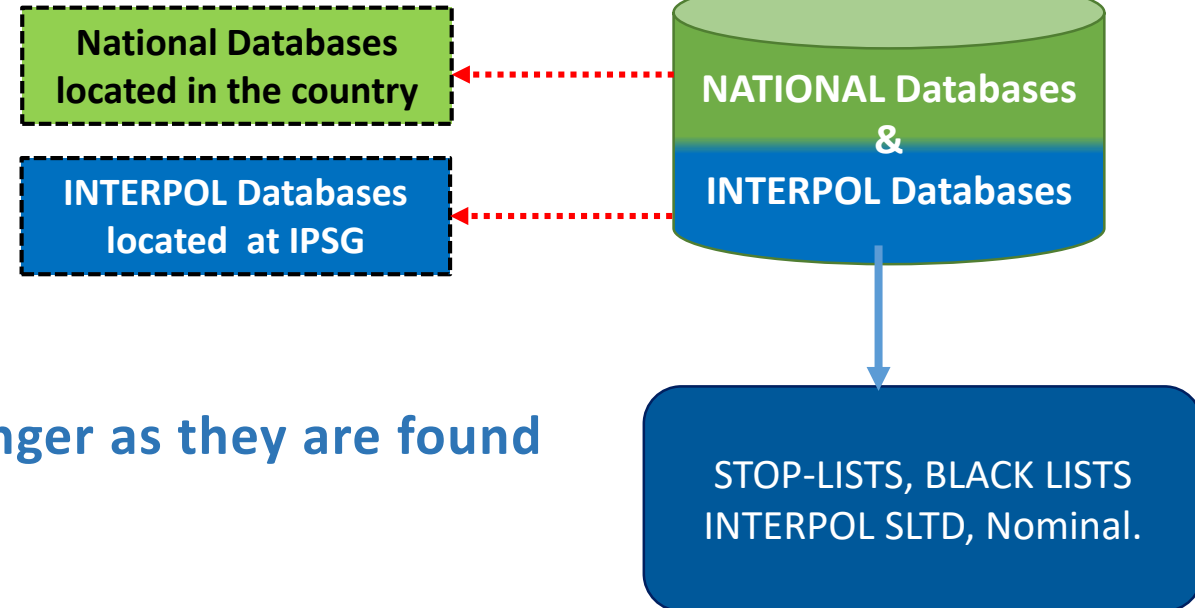 National Databases
located in the country
NATIONAL Databases
&
INTERPOL Databases
INTERPOL Databases
located at IPSG
as they are found
STOP-LISTS, BLACK LISTS
INTERPOL SLTD, Nominal.